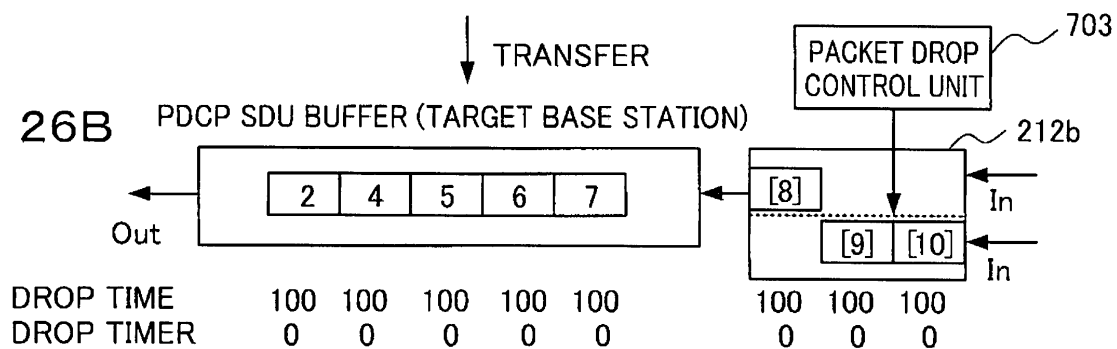 703
PACKET DROP
CONTROL UNIT
TRANSFER
26B
PDCP SDU BUFFER (TARGET BASE STATION)
212b
2 4 5 6 7
[8]
In
Out
[9] [10]
In
DROP TIME 100 100 100 100 100 100 100 100
DROP TIMER 0 0 0 0 0 0 0 0